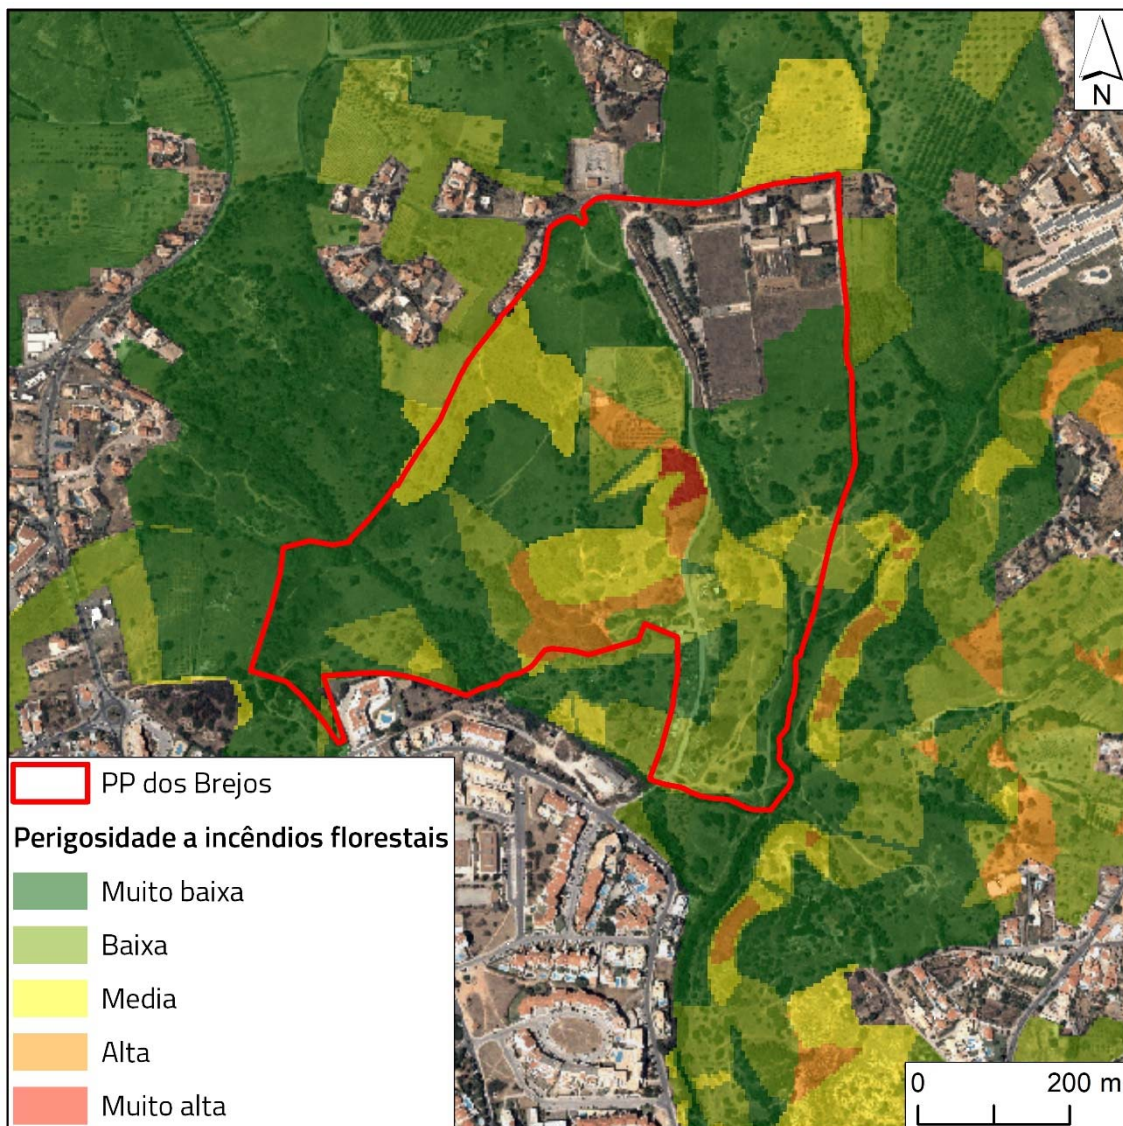 N
PP dos Brejos
Perigosidade a incêndios florestais
Muito baixa
Baixa
Media
Alta
Muito alta
0 200 m